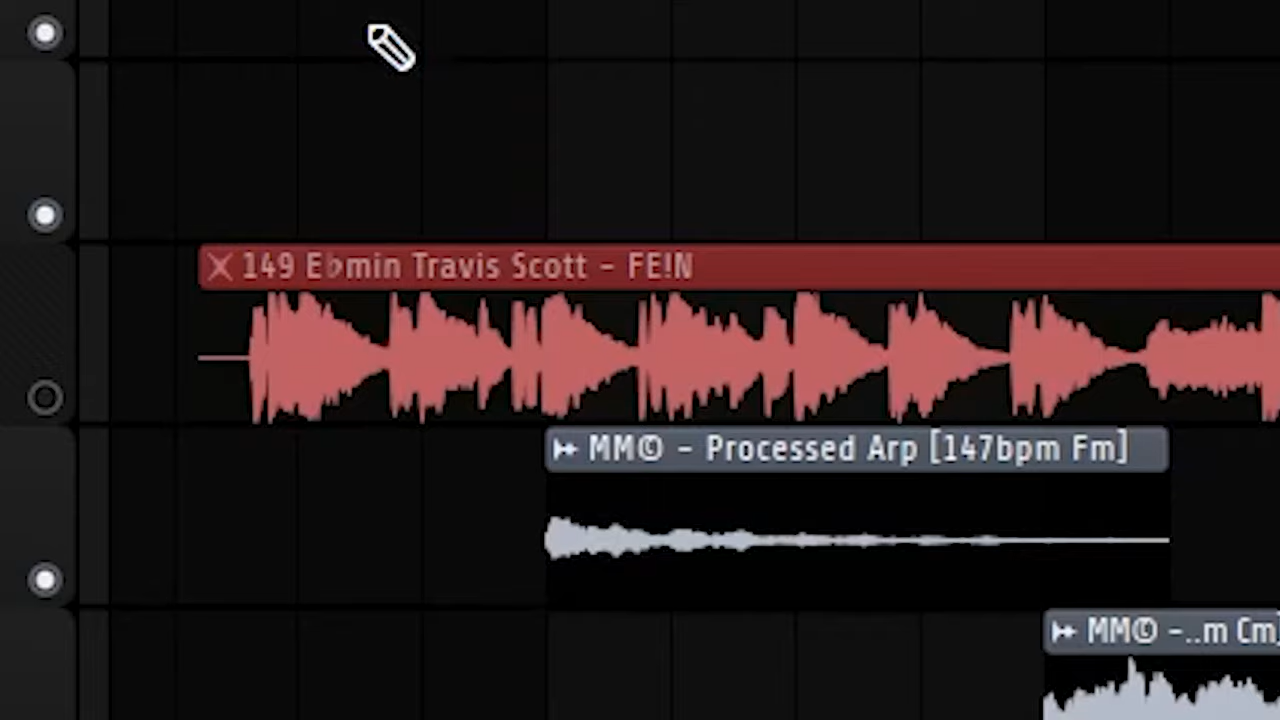 149 E♭min Travis Scott - FE!N
MM© - Processed Arp [147bpm Fm]
MM© -..m Cm]